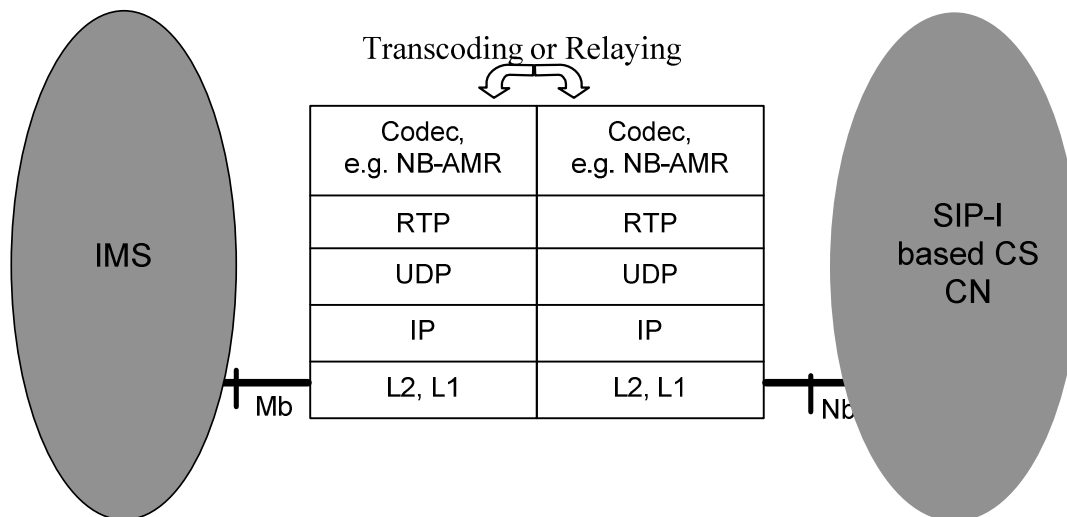 Transcoding or Relaying
Codec,
e.g. NB-AMR
Codec,
e.g. NB-AMR
RTP
RTP
UDP
UDP
IP
IP
L2, L1
L2, L1
IMS
SIP-I
based CS
CN
Mb
Nb